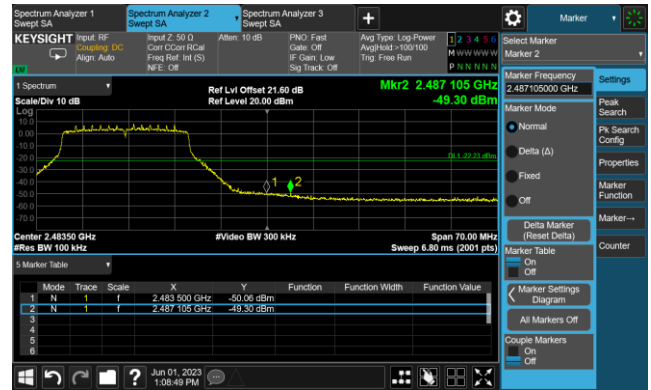 Spectrum Analyzer 1
Swept SA
Spectrum Analyzer 2
Swept SA
Spectrum Analyzer 3
Swept SA
+
Marker
KEYSIGHT
Input: RF
Coupling: DC
Align: Auto
Input Z: 50 Ω
Corr CCorr RCal
Freq Ref: Int (S)
NFE: Off
Atten: 10 dB
PNO: Fast
Gate: Off
IF Gain: Low
Sig Track: Off
Avg Type: Log-Power
Avg|Hold:>100/100
Trig: Free Run
1 2 3 4 5 6
M W W W W W
P N N N N N
Select Marker
Marker 2
1 Spectrum
Scale/Div 10 dB
Log
Ref Lvl Offset 21.60 dB
Ref Level 20.00 dBm
Mkr2 2.487 105 GHz
-49.30 dBm
10.0
0.00
-10.0
-20.0
-30.0
-40.0
-50.0
-60.0
-70.0
DL1 -22.23 dBm
1
2
Center 2.48350 GHz
#Res BW 100 kHz
#Video BW 300 kHz
Span 70.00 MHz
Sweep 6.80 ms (2001 pts)
5 Marker Table
Mode Trace Scale X Y Function Function Width Function Value
1 N 1 f 2.483 500 GHz -50.06 dBm
2 N 1 f 2.487 105 GHz -49.30 dBm
3
4
5
6
Marker Frequency
2.487105000 GHz
Marker Mode
Normal
Delta (Δ)
Fixed
Off
Delta Marker
(Reset Delta)
Marker Table
On
Off
Marker Settings
Diagram
All Markers Off
Couple Markers
On
Off
Settings
Peak
Search
Pk Search
Config
Properties
Marker
Function
Marker→
Counter
?
Jun 01, 2023
1:08:49 PM